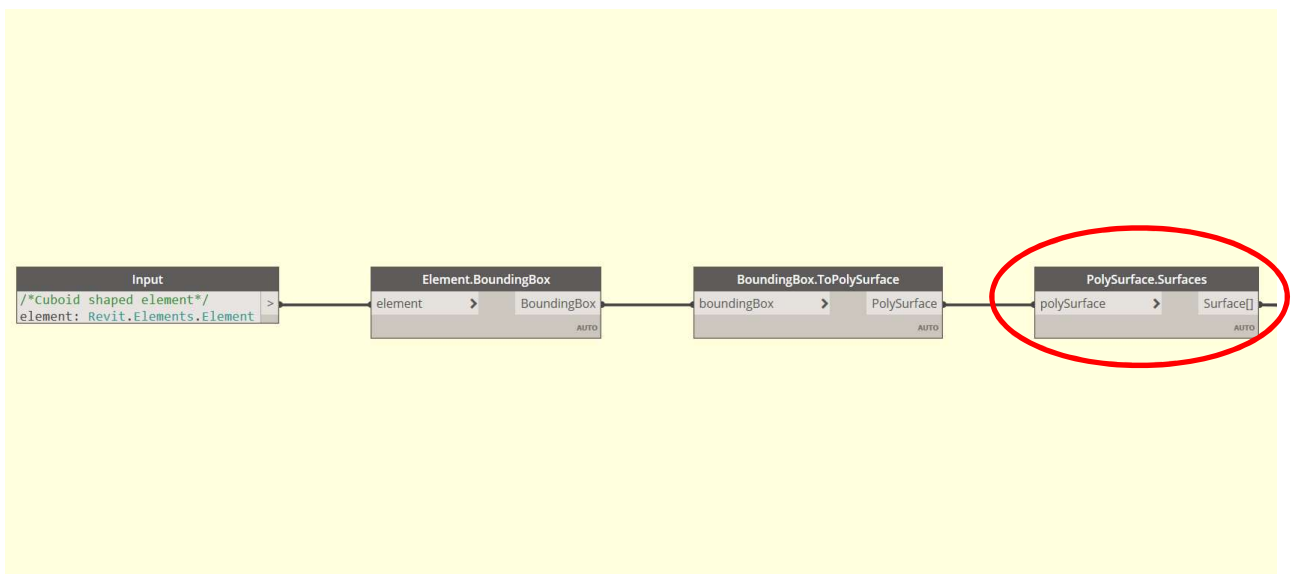 Input
/*Cuboid shaped element*/ >
element: Revit.Elements.Element
Element.BoundingBox
element > BoundingBox
AUTO
BoundingBox.ToPolySurface
boundingBox > PolySurface
AUTO
PolySurface.Surfaces
polySurface > Surface[]
AUTO